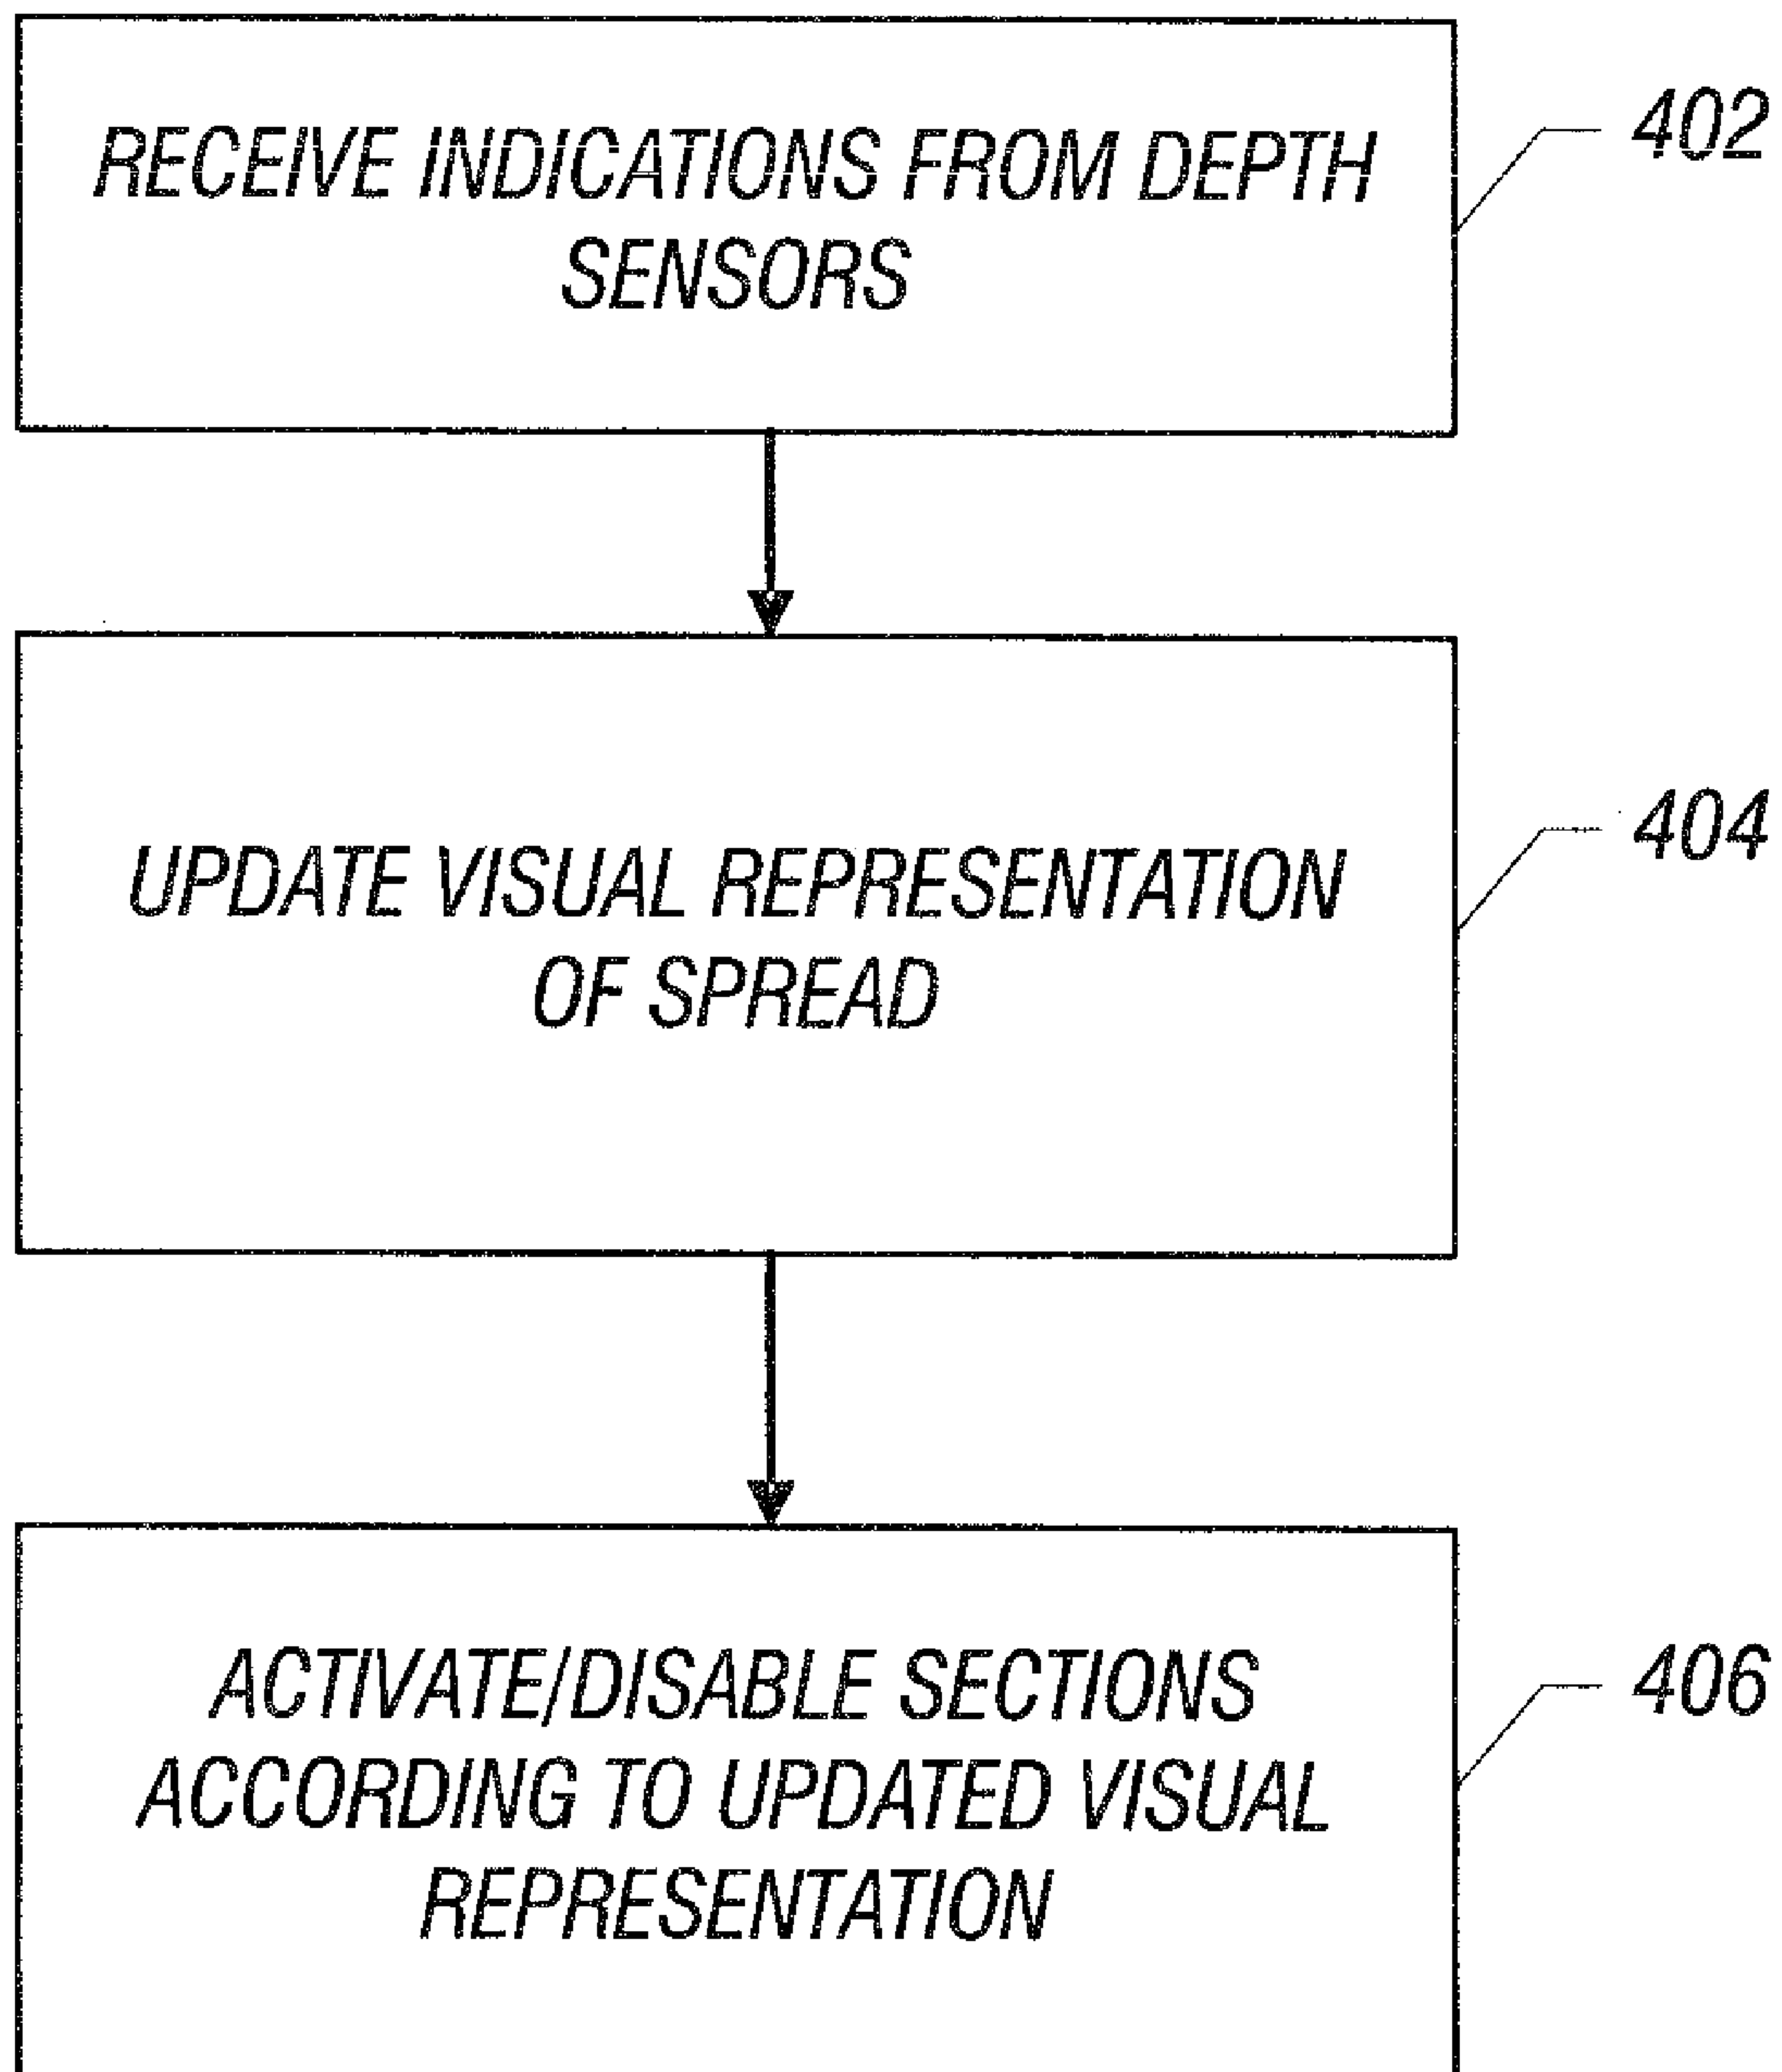 RECEIVE INDICATIONS FROM DEPTH
SENSORS
402
UPDATE VISUAL REPRESENTATION
OF SPREAD
404
ACTIVATE/DISABLE SECTIONS
ACCORDING TO UPDATED VISUAL
REPRESENTATION
406